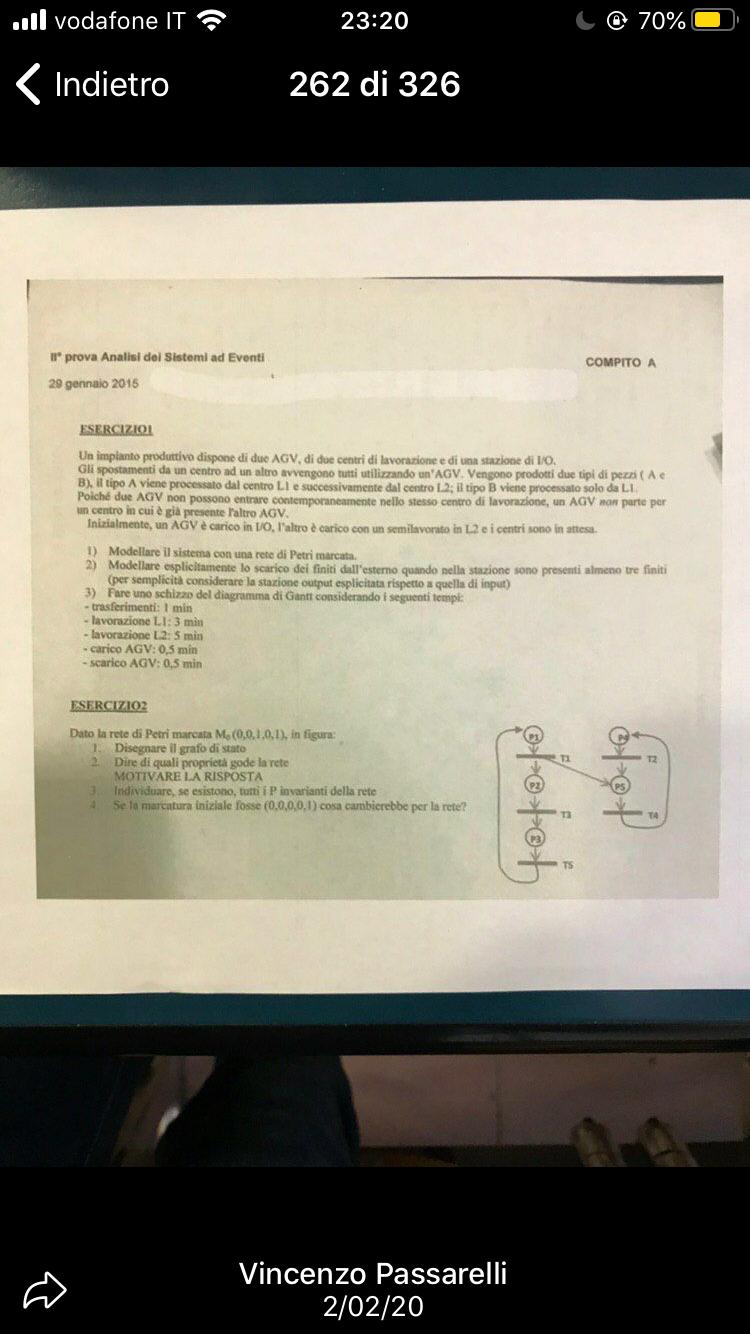 vodafone IT
23:20
70%
Indietro
262 di 326
II° prova Analisi dei Sistemi ad Eventi
COMPITO A
29 gennaio 2015
ESERCIZIO1
Un impianto produttivo dispone di due AGV, di due centri di lavorazione e di una stazione di I/O.
Gli spostamenti da un centro ad un altro avvengono tutti utilizzando un'AGV. Vengono prodotti due tipi di pezzi ( A e
B), il tipo A viene processato dal centro L1 e successivamente dal centro L2; il tipo B viene processato solo da L1.
Poiché due AGV non possono entrare contemporaneamente nello stesso centro di lavorazione, un AGV non parte per
un centro in cui è già presente l'altro AGV.
Inizialmente, un AGV è carico in I/O, l'altro è carico con un semilavorato in L2 e i centri sono in attesa.
1) Modellare il sistema con una rete di Petri marcata.
2) Modellare esplicitamente lo scarico dei finiti dall'esterno quando nella stazione sono presenti almeno tre finiti
(per semplicità considerare la stazione output esplicitata rispetto a quella di input)
3) Fare uno schizzo del diagramma di Gantt considerando i seguenti tempi:
- trasferimenti: 1 min
- lavorazione L1: 3 min
- lavorazione L2: 5 min
- carico AGV: 0,5 min
- scarico AGV: 0,5 min
ESERCIZIO2
Dato la rete di Petri marcata M₀ (0,0,1,0,1), in figura:
1. Disegnare il grafo di stato
2. Dire di quali proprietà gode la rete
MOTIVARE LA RISPOSTA
3. Individuare, se esistono, tutti i P invarianti della rete
4. Se la marcatura iniziale fosse (0,0,0,0,1) cosa cambierebbe per la rete?
P1
P4
T1
T2
P2
P5
T3
T4
P3
T5
Vincenzo Passarelli
2/02/20